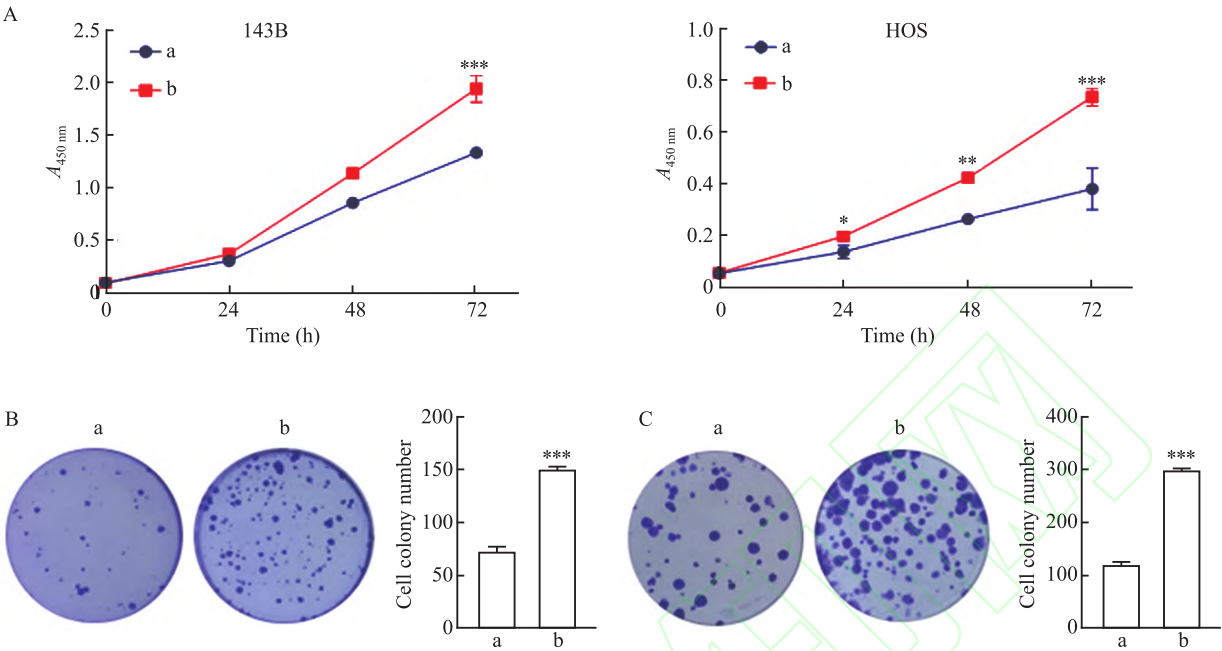 A
143B
a
b
***
2.5
2.0
1.5
1.0
0.5
0
A450 nm
0 24 48 72
Time (h)
HOS
a
b
*
**
***
1.0
0.8
0.6
0.4
0.2
0
A450 nm
0 24 48 72
Time (h)
B
a b
200
150
100
50
0
Cell colony number
***
a b
C
a b
400
300
200
100
0
Cell colony number
***
a b